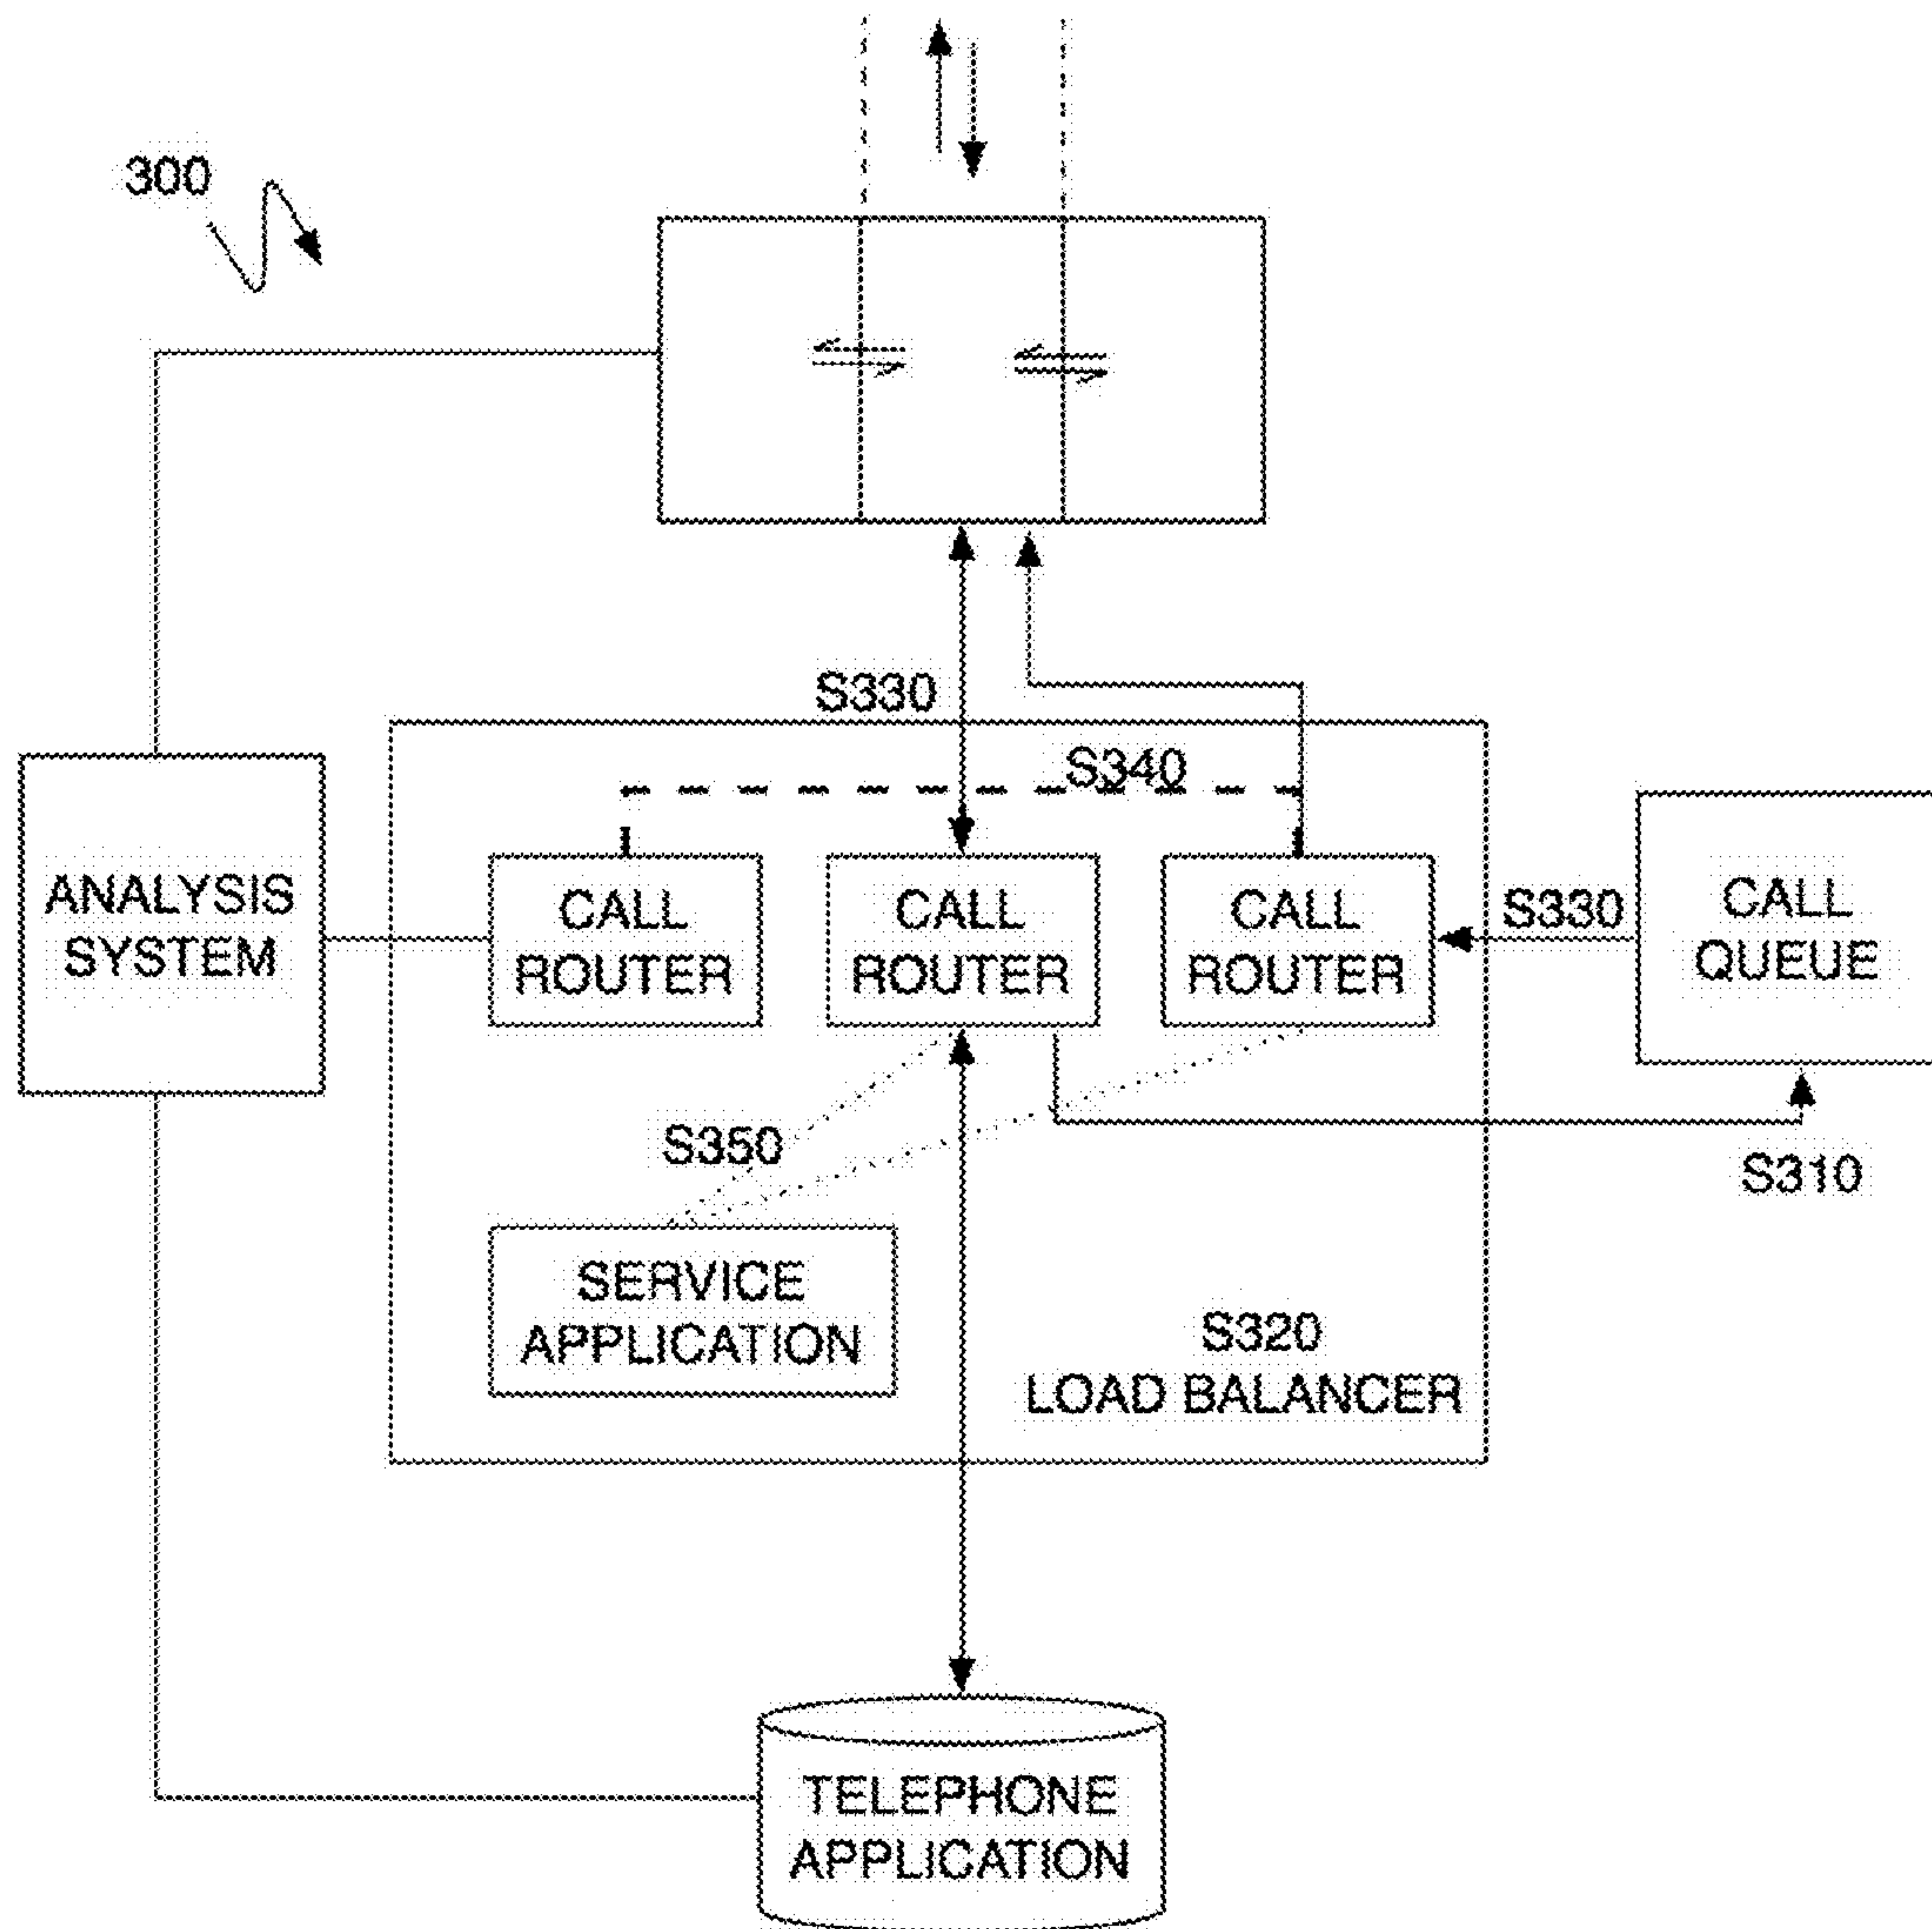 300
S330
S340
ANALYSIS
SYSTEM
CALL
ROUTER
CALL
ROUTER
CALL
ROUTER
S330
CALL
QUEUE
S350
S310
SERVICE
APPLICATION
S320
LOAD BALANCER
TELEPHONE
APPLICATION